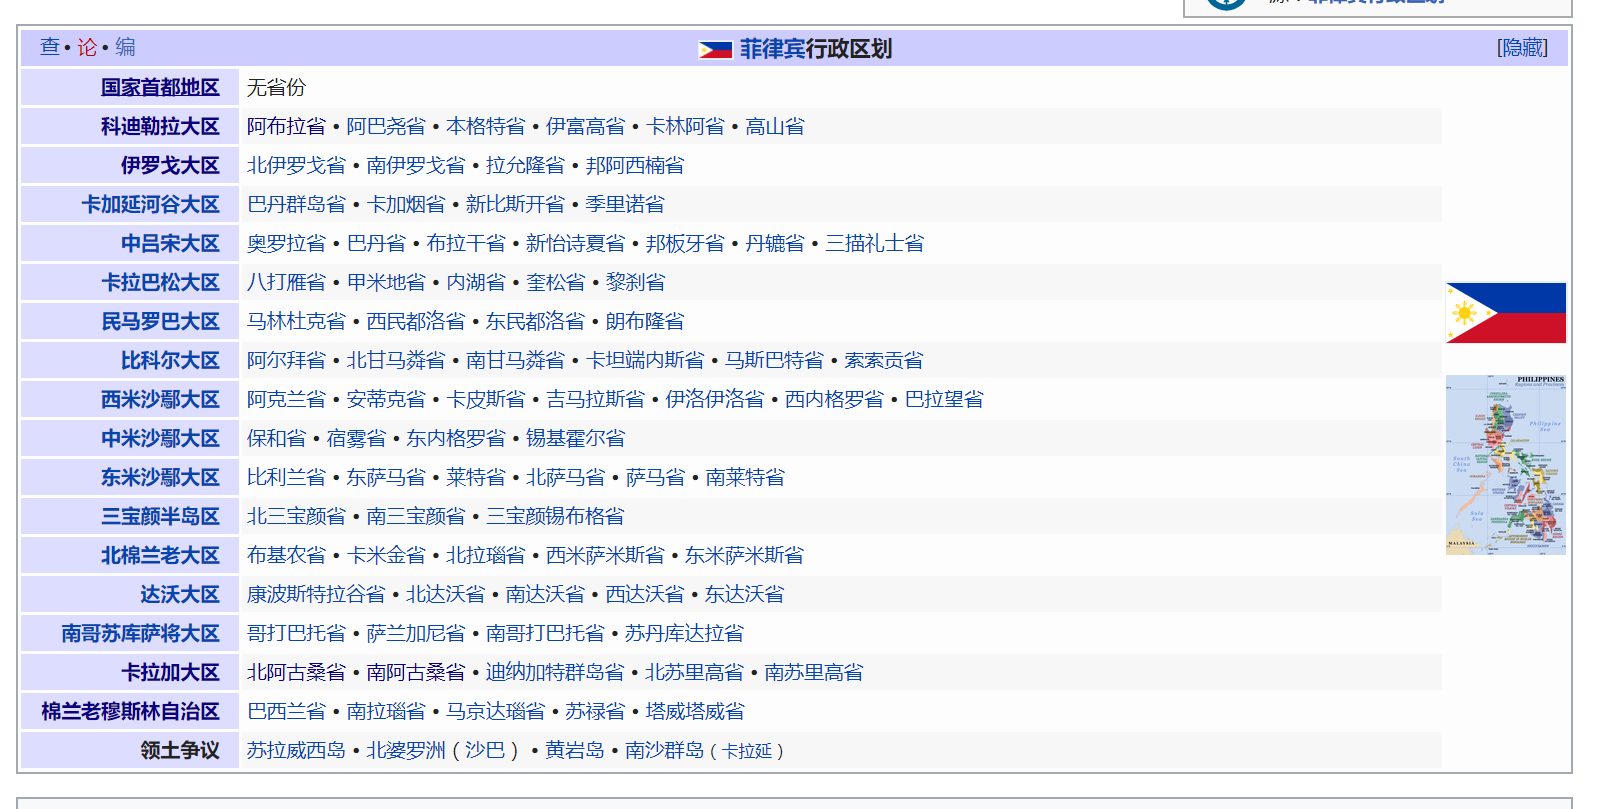 查 • 论 • 编 菲律宾行政区划 [隐藏]
国家首都地区 无省份
科迪勒拉大区 阿布拉省 • 阿巴尧省 • 本格特省 • 伊富高省 • 卡林阿省 • 高山省
伊罗戈大区 北伊罗戈省 • 南伊罗戈省 • 拉允隆省 • 邦阿西楠省
卡加延河谷大区 巴丹群岛省 • 卡加烟省 • 新比斯开省 • 季里诺省
中吕宋大区 奥罗拉省 • 巴丹省 • 布拉干省 • 新怡诗夏省 • 邦板牙省 • 丹辘省 • 三描礼士省
卡拉巴松大区 八打雁省 • 甲米地省 • 内湖省 • 奎松省 • 黎刹省
民马罗巴大区 马林杜克省 • 西民都洛省 • 东民都洛省 • 朗布隆省
比科尔大区 阿尔拜省 • 北甘马粦省 • 南甘马粦省 • 卡坦端内斯省 • 马斯巴特省 • 索索贡省
西米沙鄢大区 阿克兰省 • 安蒂克省 • 卡皮斯省 • 吉马拉斯省 • 伊洛伊洛省 • 西内格罗省 • 巴拉望省
中米沙鄢大区 保和省 • 宿雾省 • 东内格罗省 • 锡基霍尔省
东米沙鄢大区 比利兰省 • 东萨马省 • 莱特省 • 北萨马省 • 萨马省 • 南莱特省
三宝颜半岛区 北三宝颜省 • 南三宝颜省 • 三宝颜锡布格省
北棉兰老大区 布基农省 • 卡米金省 • 北拉瑙省 • 西米萨米斯省 • 东米萨米斯省
达沃大区 康波斯特拉谷省 • 北达沃省 • 南达沃省 • 西达沃省 • 东达沃省
南哥苏库萨将大区 哥打巴托省 • 萨兰加尼省 • 南哥打巴托省 • 苏丹库达拉省
卡拉加大区 北阿古桑省 • 南阿古桑省 • 迪纳加特群岛省 • 北苏里高省 • 南苏里高省
棉兰老穆斯林自治区 巴西兰省 • 南拉瑙省 • 马京达瑙省 • 苏禄省 • 塔威塔威省
领土争议 苏拉威西岛 • 北婆罗洲（沙巴） • 黄岩岛 • 南沙群岛（卡拉延）
PHILIPPINES
Regions and Provinces
Philippine
Sea
South
China
Sea
Sulu
Sea
MALAYSIA